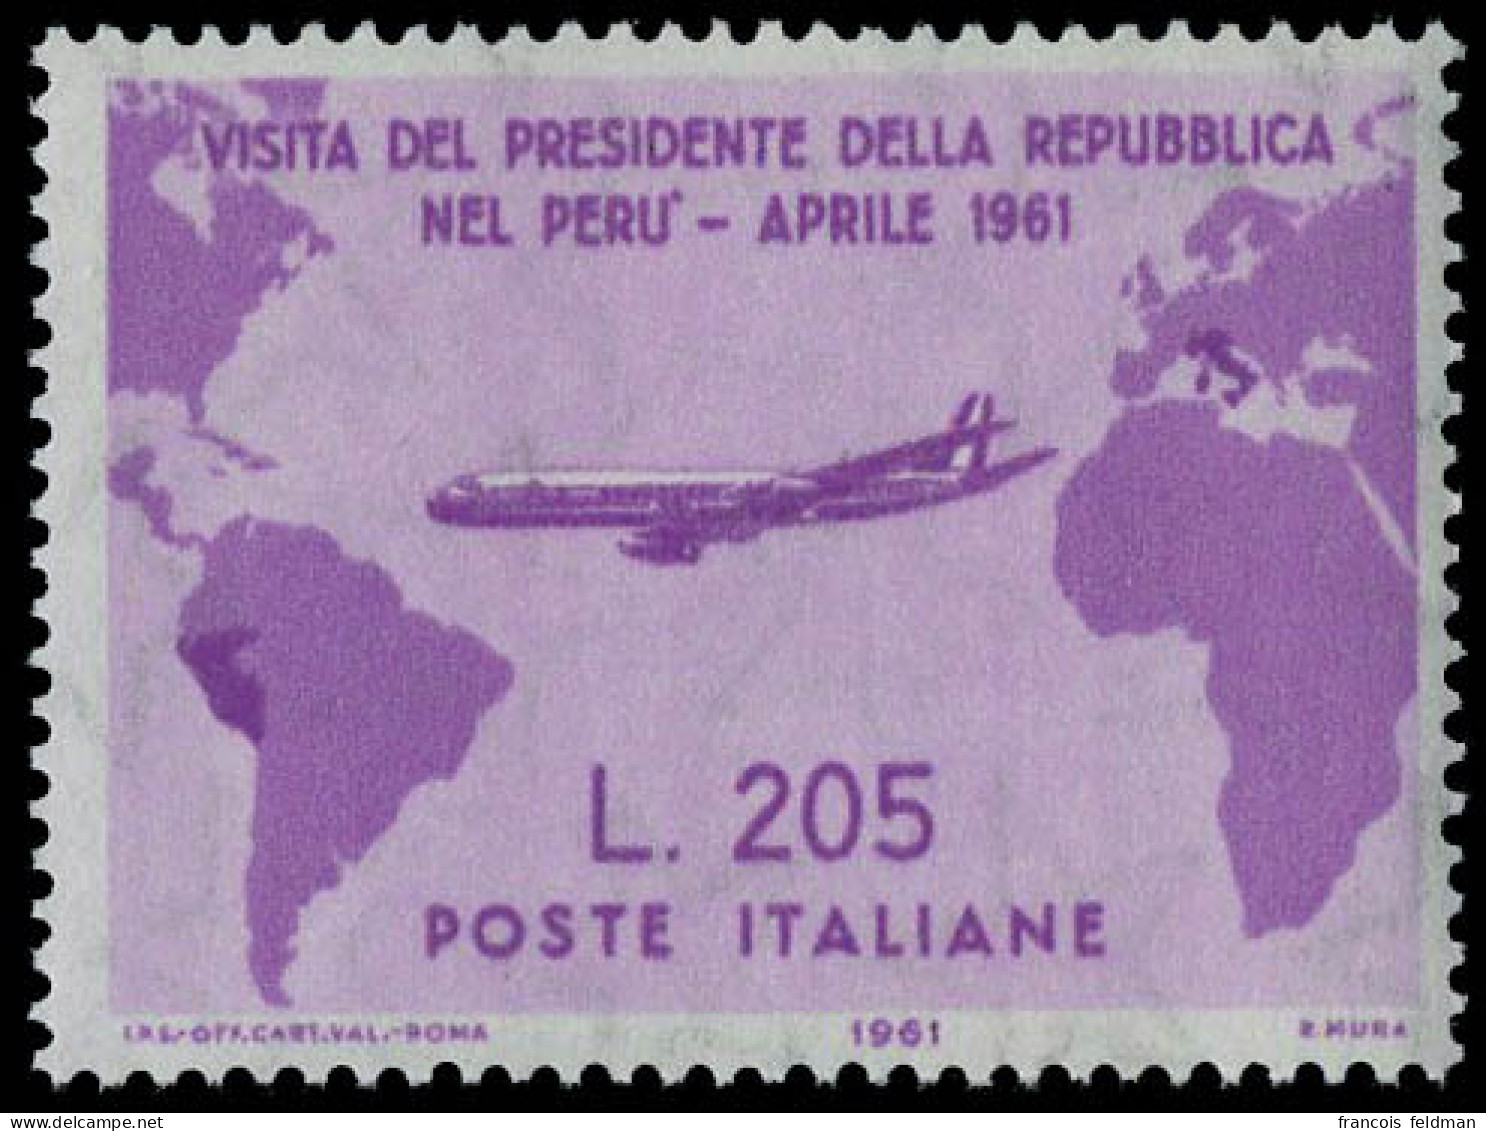 VISITA DEL PRESIDENTE DELLA REPUBBLICA
NEL PERU' - APRILE 1961
L. 205
POSTE ITALIANE
I.P.S.-OFF.CART.VAL.-ROMA 1961 R.MURA
francois feldman